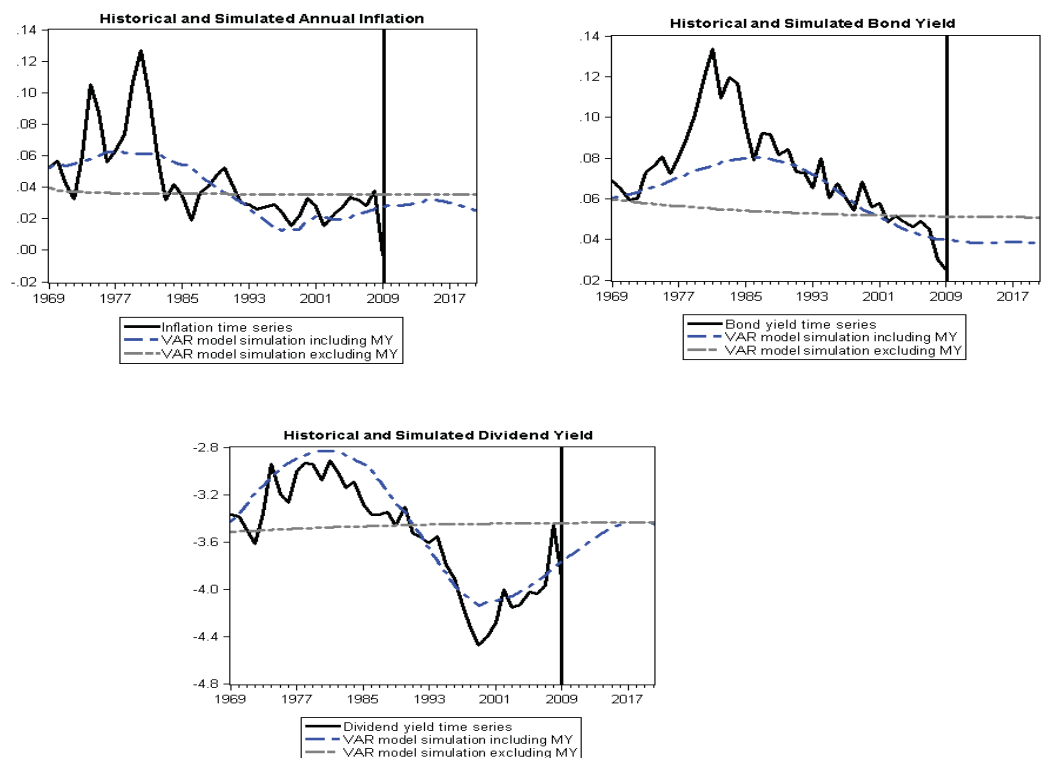 Historical and Simulated Annual Inflation
.14
.12
.10
.08
.06
.04
.02
.00
-.02
1969 1977 1985 1993 2001 2009 2017
Inflation time series
VAR model simulation including MY
VAR model simulation excluding MY
Historical and Simulated Bond Yield
.14
.12
.10
.08
.06
.04
.02
1969 1977 1985 1993 2001 2009 2017
Bond yield time series
VAR model simulation including MY
VAR model simulation excluding MY
Historical and Simulated Dividend Yield
-2.8
-3.2
-3.6
-4.0
-4.4
-4.8
1969 1977 1985 1993 2001 2009 2017
Dividend yield time series
VAR model simulation including MY
VAR model simulation excluding MY